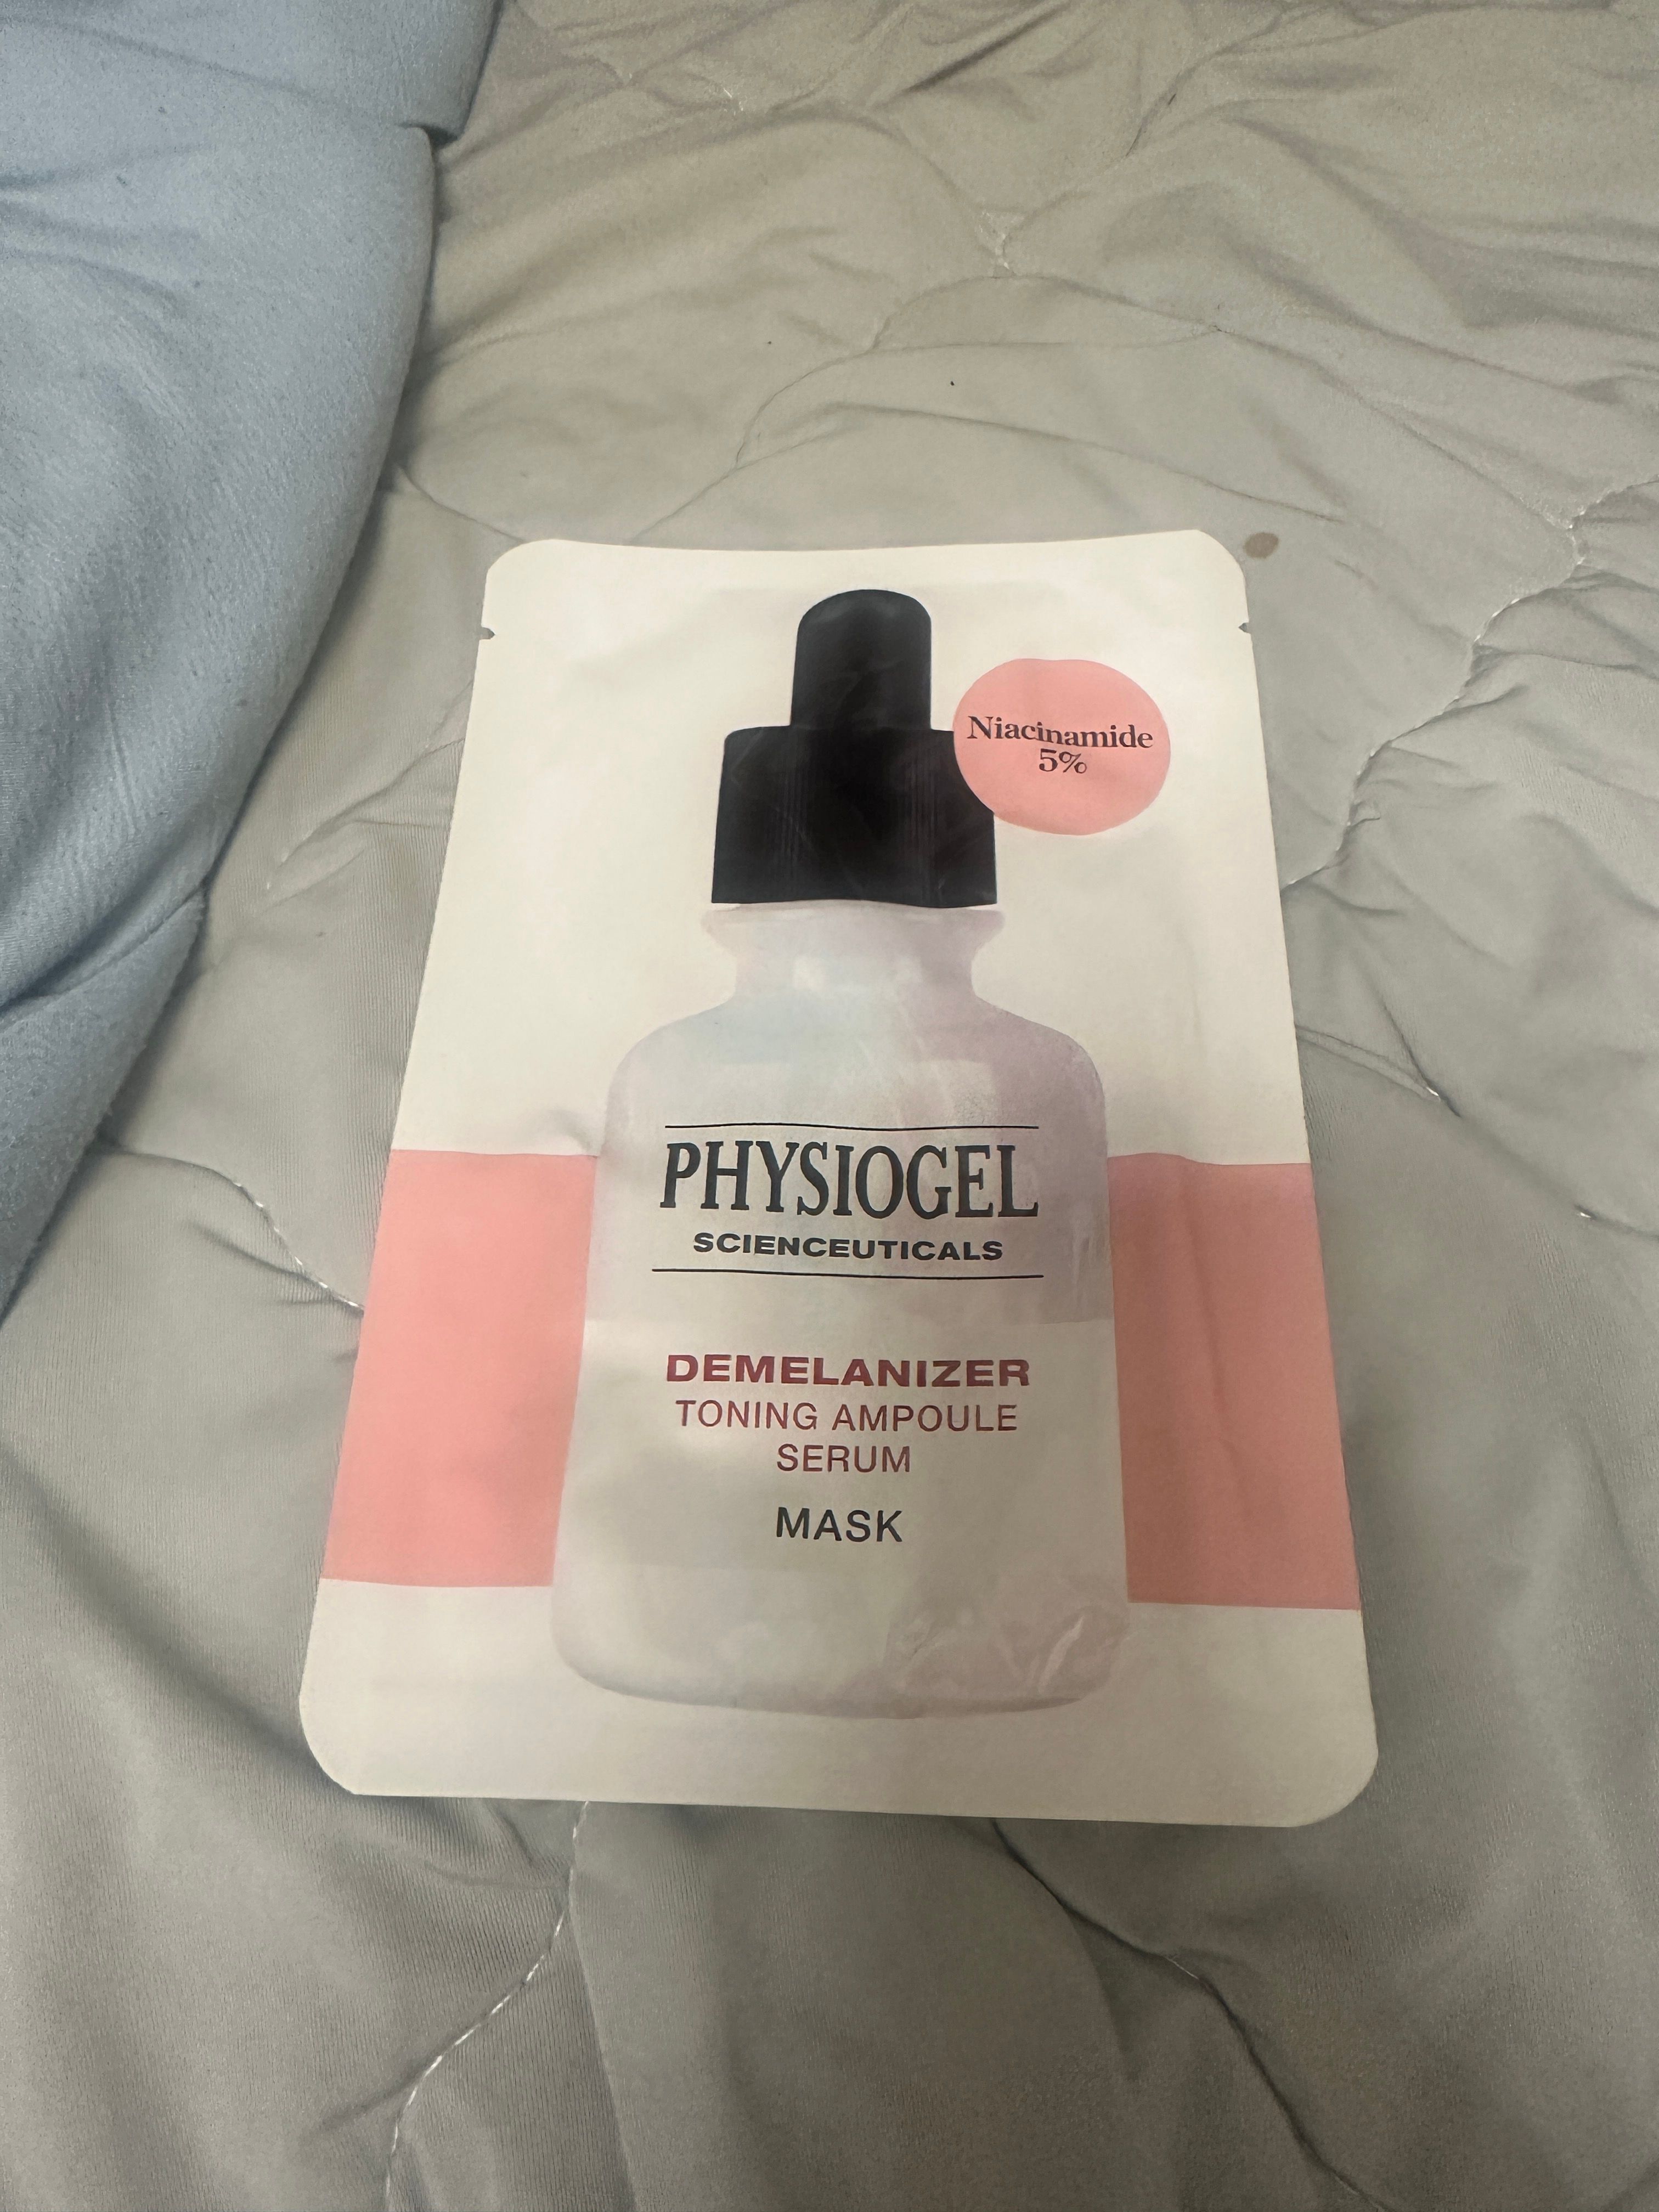 Niacinamide
5%
PHYSIOGEL
SCIENCEUTICALS
DEMELANIZER
TONING AMPOULE
SERUM
MASK